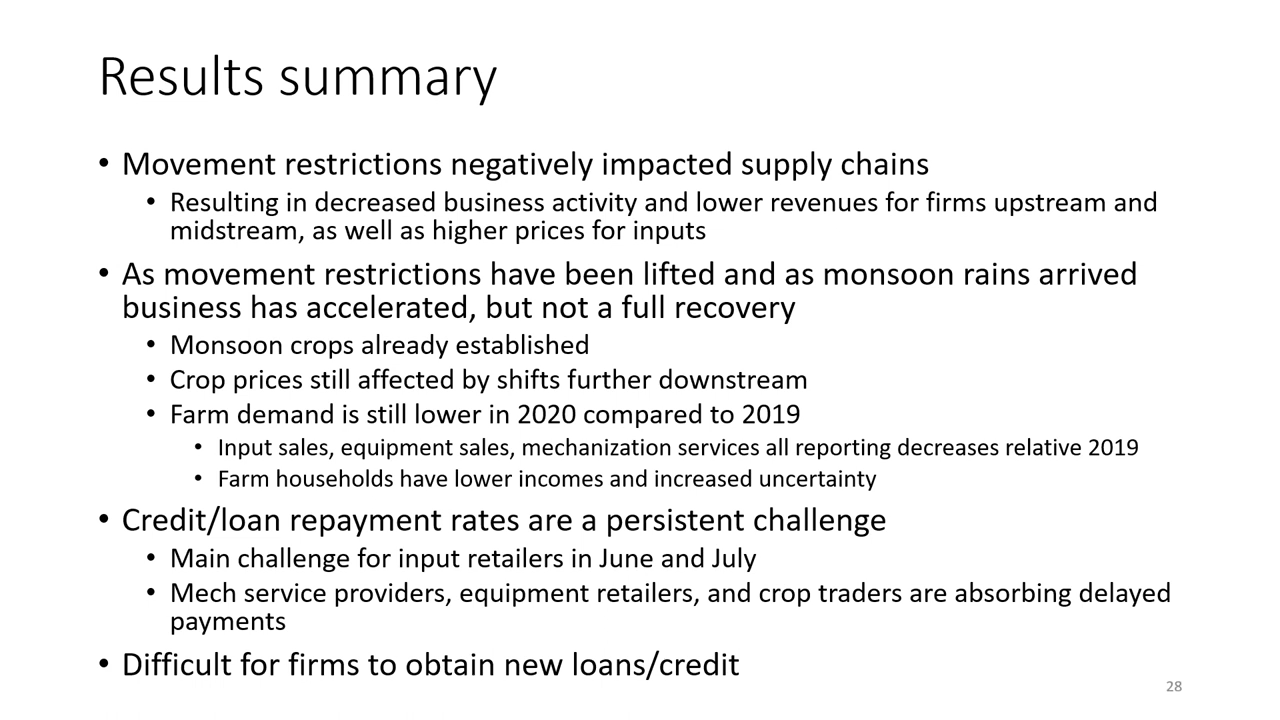 Results summary
• Movement restrictions negatively impacted supply chains
• Resulting in decreased business activity and lower revenues for firms upstream and
midstream, as well as higher prices for inputs
• As movement restrictions have been lifted and as monsoon rains arrived
business has accelerated, but not a full recovery
• Monsoon crops already established
• Crop prices still affected by shifts further downstream
• Farm demand is still lower in 2020 compared to 2019
• Input sales, equipment sales, mechanization services all reporting decreases relative 2019
• Farm households have lower incomes and increased uncertainty
• Credit/loan repayment rates are a persistent challenge
• Main challenge for input retailers in June and July
• Mech service providers, equipment retailers, and crop traders are absorbing delayed
payments
• Difficult for firms to obtain new loans/credit
28